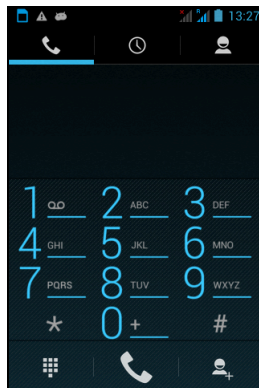 R 13:27
1 2 ABC 3 DEF
4 GHI 5 JKL 6 MNO
7 PQRS 8 TUV 9 WXYZ
* 0 + #